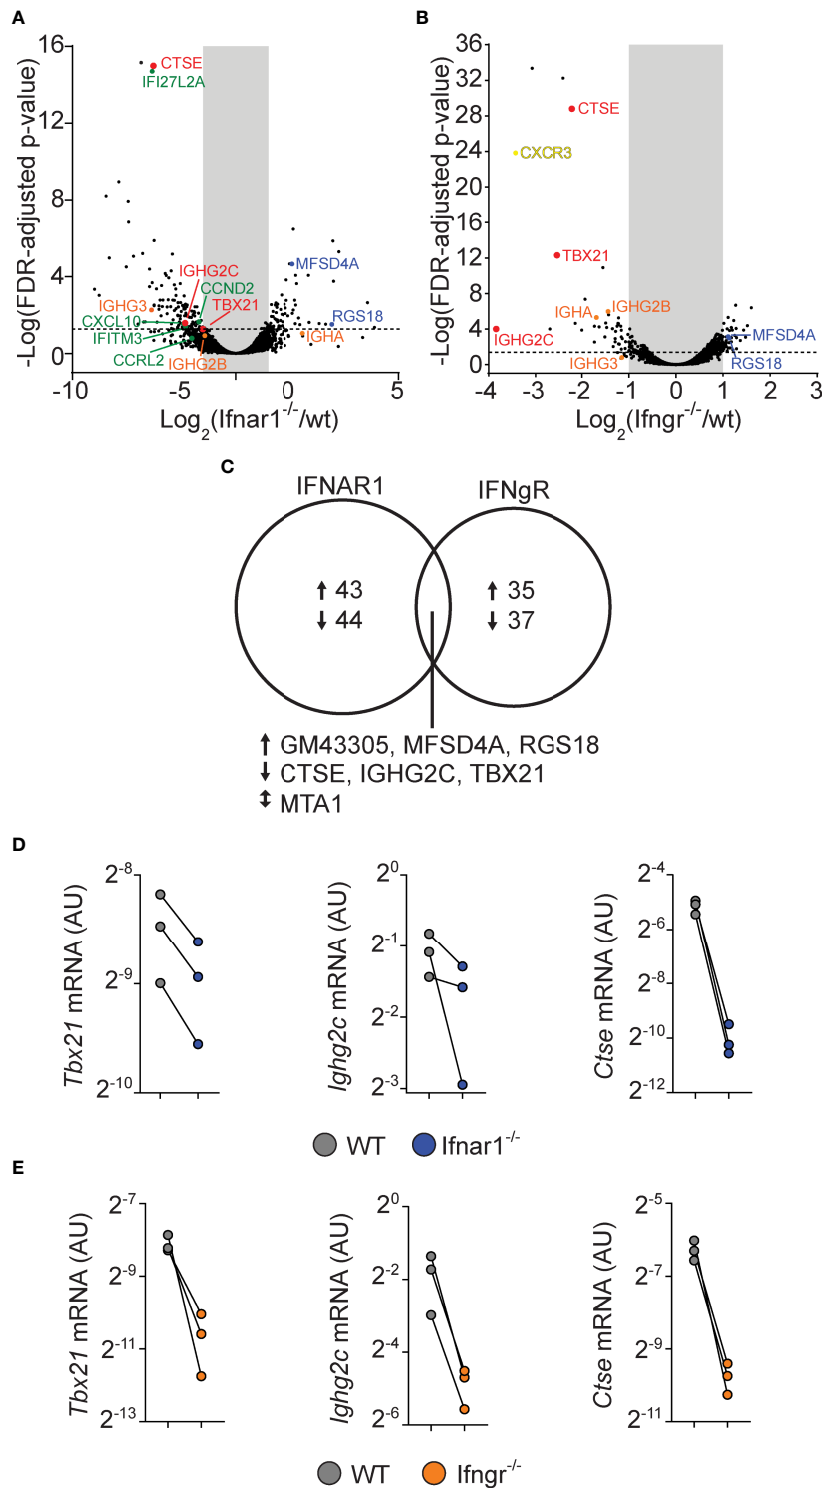 A
-Log(FDR-adjusted p-value)
16
12
8
4
0
-10
-5
0
5
Log2(Ifnar1-/-/wt)
CTSE
IFI27L2A
IGHG2C
CCND2
TBX21
IGHG3
CXCL10
IFITM3
CCRL2
IGHG2B
MFSD4A
RGS18
IGHA
B
-Log(FDR-adjusted p-value)
36
32
28
24
20
16
12
8
4
0
-4
-3
-2
-1
0
1
2
3
Log2(Ifngr-/-/wt)
CTSE
CXCR3
TBX21
IGHA
IGHG2B
IGHG2C
IGHG3
MFSD4A
RGS18
C
IFNAR1
IFNgR
↑ 43
↓ 44
↑ 35
↓ 37
↑ GM43305, MFSD4A, RGS18
↓ CTSE, IGHG2C, TBX21
↕ MTA1
D
Tbx21 mRNA (AU)
2-8
2-9
2-10
Ighg2c mRNA (AU)
20
2-1
2-2
2-3
Ctse mRNA (AU)
2-4
2-6
2-8
2-10
2-12
WT
Ifnar1-/-
E
Tbx21 mRNA (AU)
2-7
2-9
2-11
2-13
Ighg2c mRNA (AU)
20
2-2
2-4
2-6
Ctse mRNA (AU)
2-5
2-7
2-9
2-11
WT
Ifngr-/-